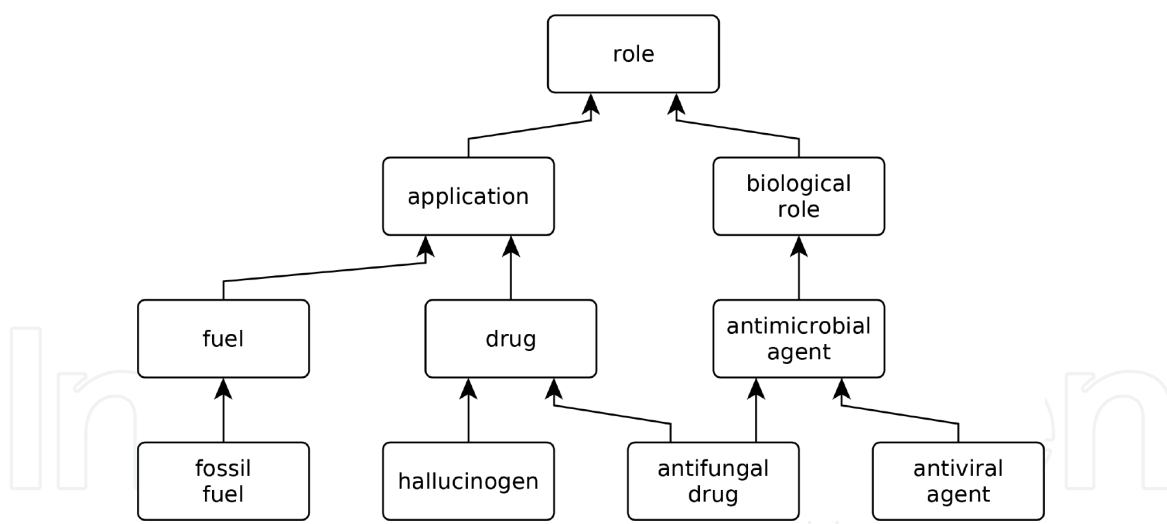 role
application
biological
role
fuel
drug
antimicrobial
agent
fossil
fuel
hallucinogen
antifungal
drug
antiviral
agent